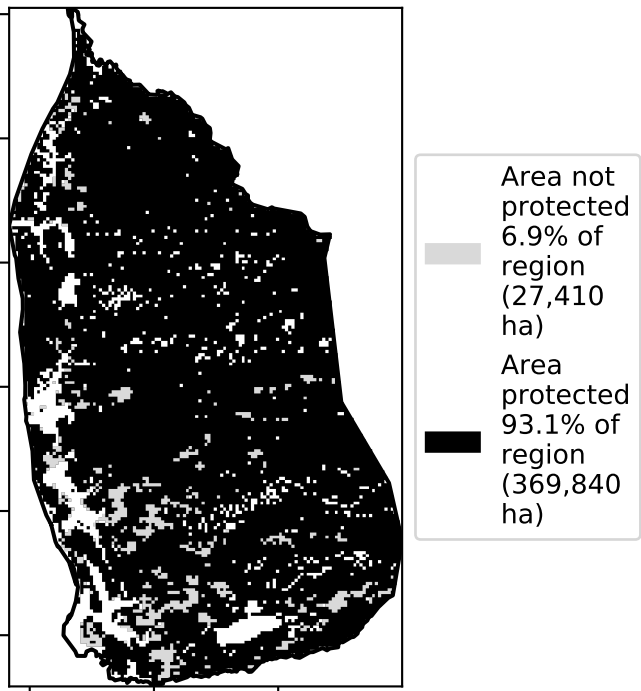 Area not
protected
6.9% of
region
(27,410
ha)
Area
protected
93.1% of
region
(369,840
ha)